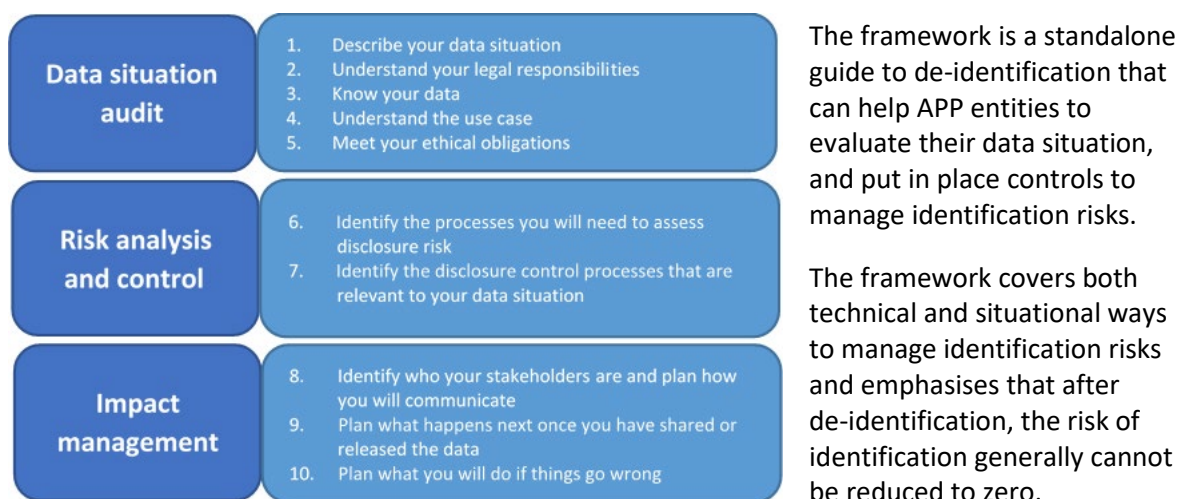 Data situation
audit
1. Describe your data situation
2. Understand your legal responsibilities
3. Know your data
4. Understand the use case
5. Meet your ethical obligations
Risk analysis
and control
6. Identify the processes you will need to assess
disclosure risk
7. Identify the disclosure control processes that are
relevant to your data situation
Impact
management
8. Identify who your stakeholders are and plan how
you will communicate
9. Plan what happens next once you have shared or
released the data
10. Plan what you will do if things go wrong
The framework is a standalone
guide to de-identification that
can help APP entities to
evaluate their data situation,
and put in place controls to
manage identification risks.
The framework covers both
technical and situational ways
to manage identification risks
and emphasises that after
de-identification, the risk of
identification generally cannot
be reduced to zero.